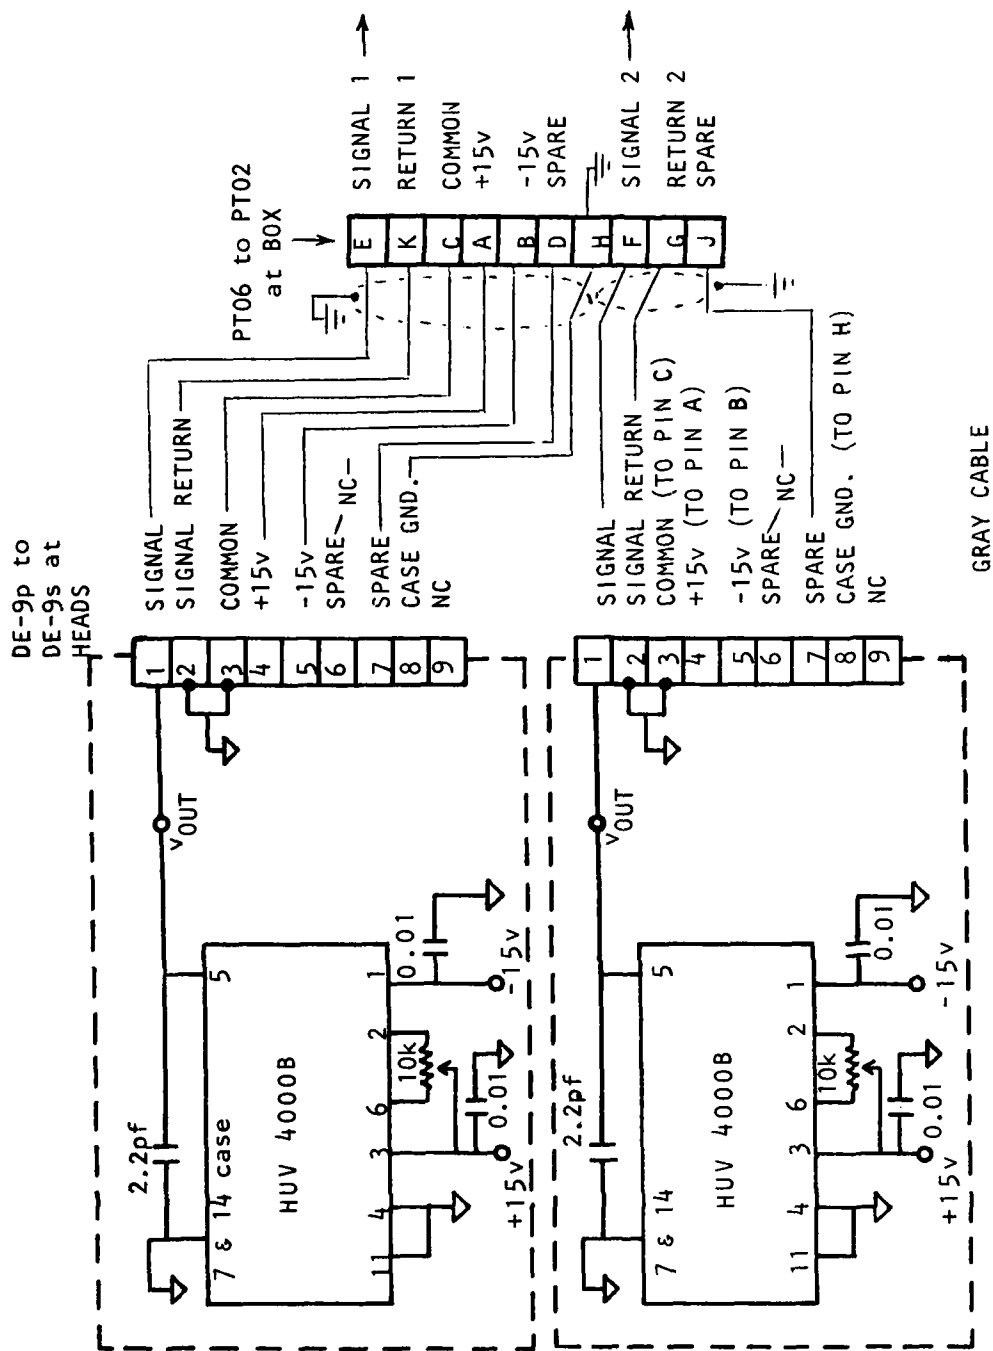 DE-9p to
DE-9s at
HEADS
PT06 to PT02
at BOX
2.2pf
7 & 14 case
5
HUV 4000B
11
4
3
6
2
1
10k
0.01
0.01
+15v
-15v
vOUT
1
2
3
4
5
6
7
8
9
SIGNAL
SIGNAL RETURN
COMMON
+15v
-15v
SPARE NC
SPARE
CASE GND.
NC
E
K
C
A
B
D
H
F
G
J
SIGNAL 1
RETURN 1
COMMON
+15v
-15v
SPARE
SIGNAL 2
RETURN 2
SPARE
2.2pf
7 & 14
5
HUV 4000B
11
4
3
6
2
1
10k
0.01
0.01
+15v
-15v
vOUT
1
2
3
4
5
6
7
8
9
SIGNAL
SIGNAL RETURN
COMMON (TO PIN C)
+15v (TO PIN A)
-15v (TO PIN B)
SPARE NC
SPARE
CASE GND. (TO PIN H)
NC
GRAY CABLE